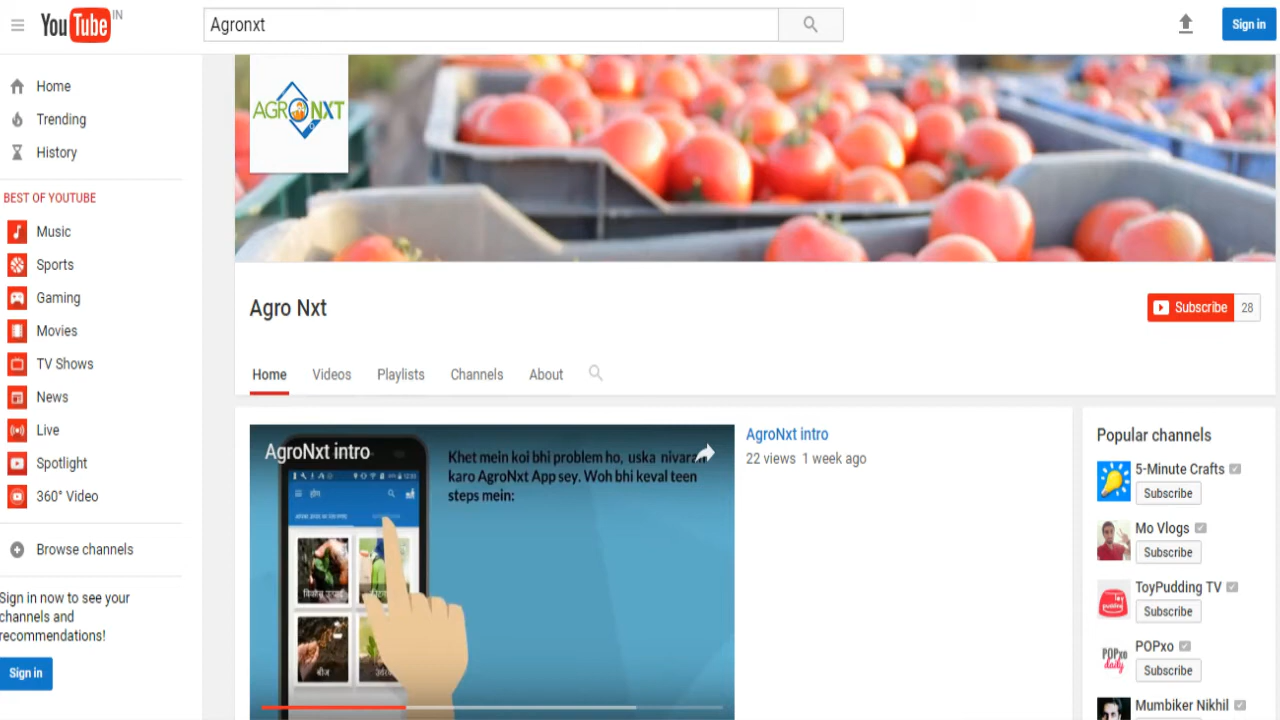 YouTube IN
Agronxt
Sign in
Home
Trending
History
BEST OF YOUTUBE
Music
Sports
Gaming
Movies
TV Shows
News
Live
Spotlight
360° Video
Browse channels
Sign in now to see your
channels and
recommendations!
Sign in
AGRONXT
Agro Nxt
Subscribe 28
Home Videos Playlists Channels About
AgroNxt intro
Khet mein koi bhi problem ho, uska nivaran
karo AgroNxt App sey. Woh bhi keval teen
steps mein:
होम
बीज
AgroNxt intro
22 views 1 week ago
Popular channels
5-Minute Crafts
Subscribe
Mo Vlogs
Subscribe
ToyPudding TV
Subscribe
POPxo
Subscribe
POPxo
daily
Mumbiker Nikhil